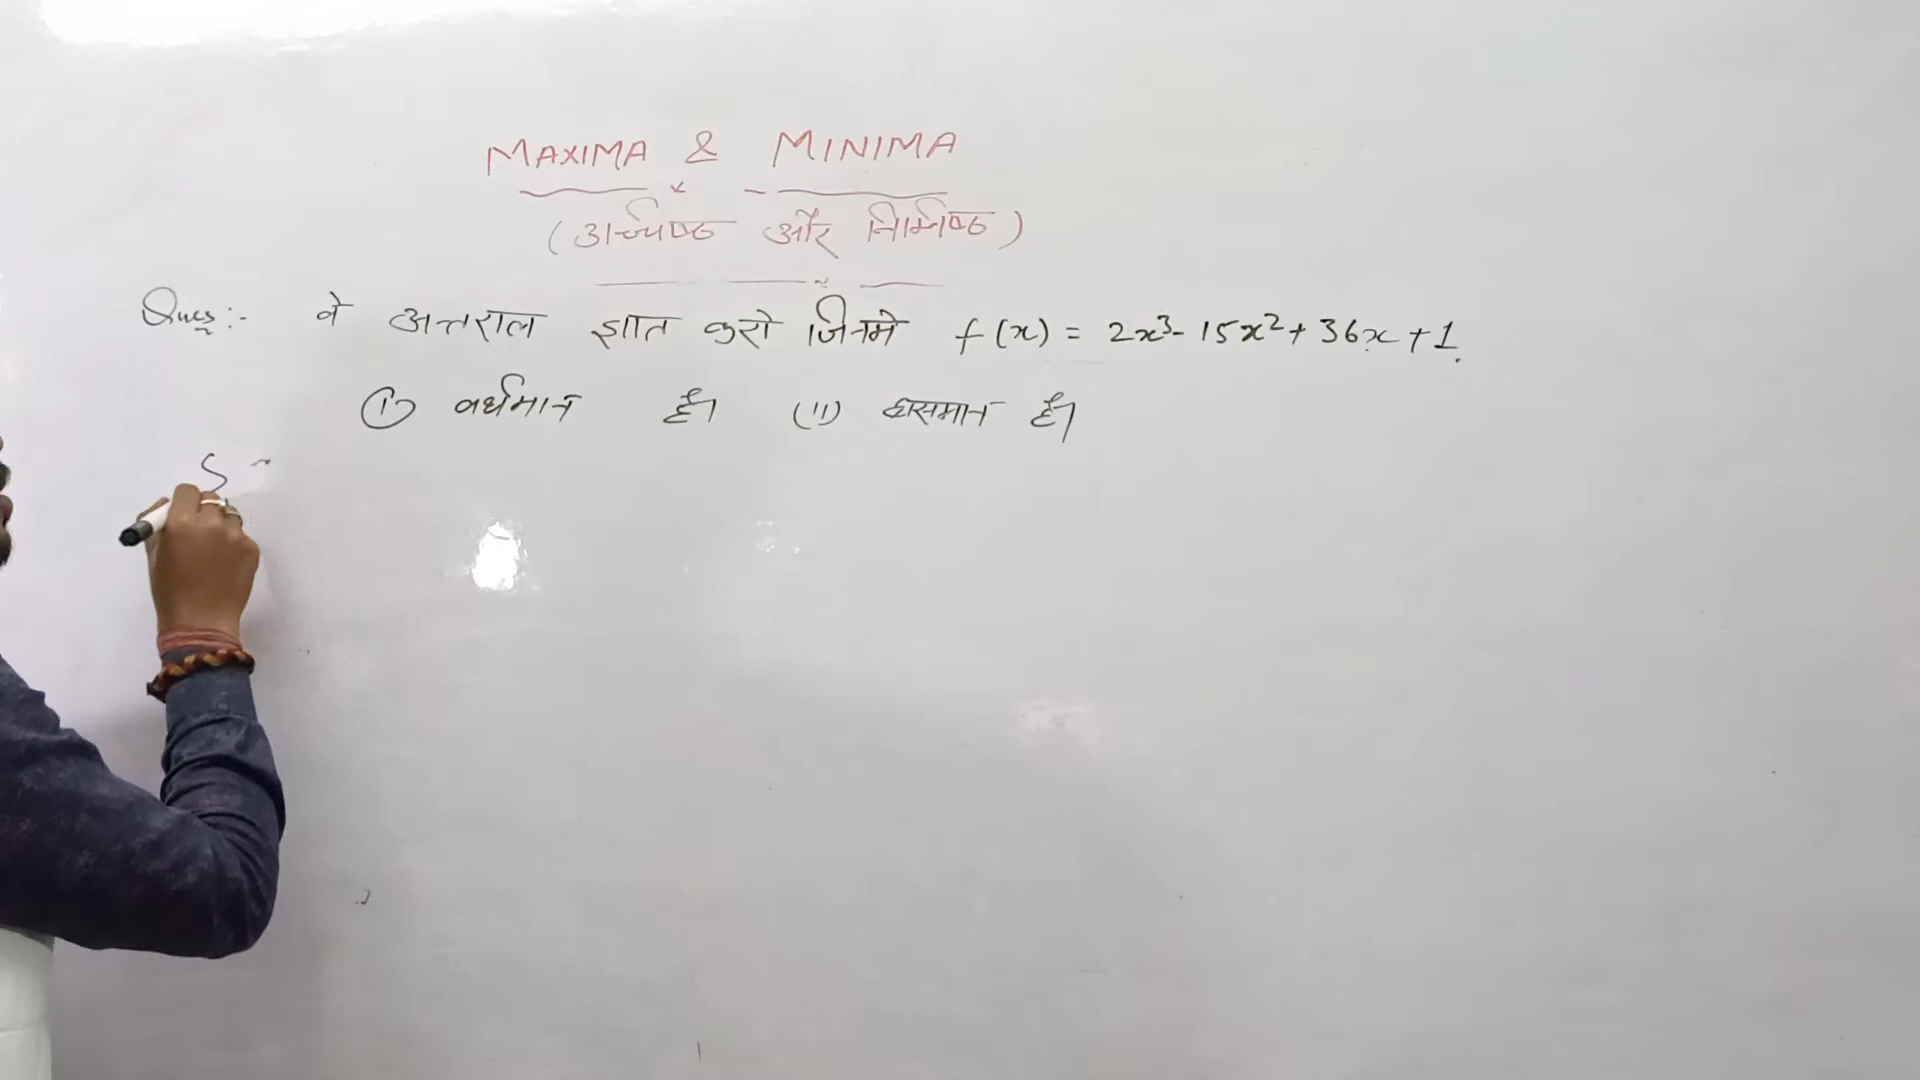 MAXIMA & MINIMA
(उच्चिष्ठ और निम्निष्ठ)
Ques:- वे अन्तराल ज्ञात करो जिनमे f(x) = 2x³- 15x²+ 36x + 1.
(i) वर्धमान है। (ii) ह्रासमान है।
S